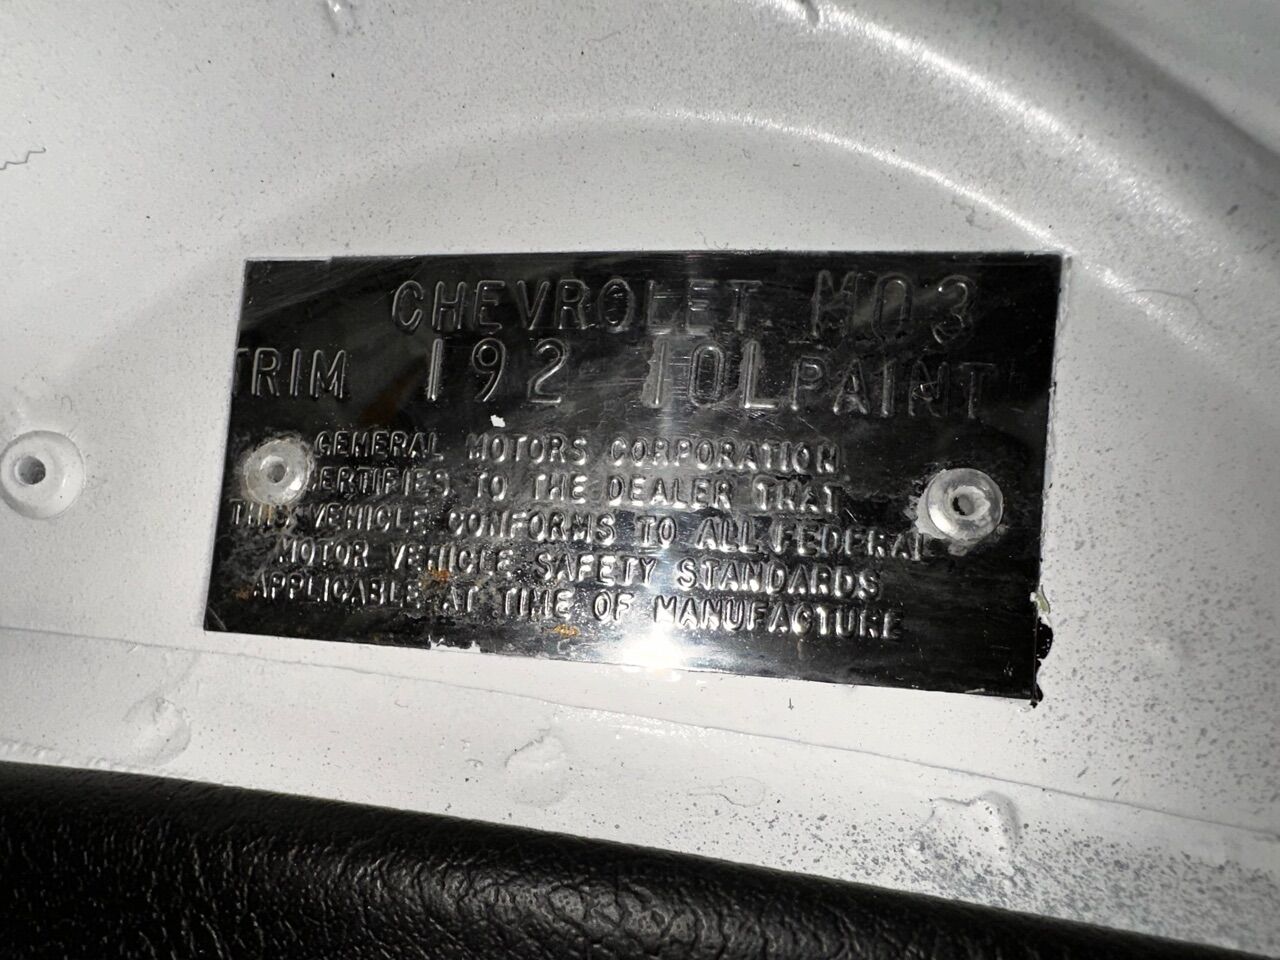 CHEVROLET M03
TRIM 192 10L PAINT
GENERAL MOTORS CORPORATION
CERTIFIES TO THE DEALER THAT
THIS VEHICLE CONFORMS TO ALL FEDERAL
MOTOR VEHICLE SAFETY STANDARDS
APPLICABLE AT TIME OF MANUFACTURE